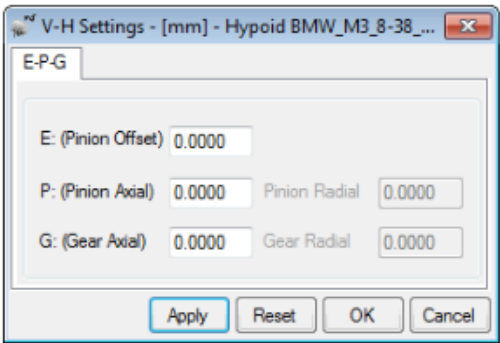 V-H Settings - [mm] - Hypoid BMW_M3_8-38_...
E-P-G
E: (Pinion Offset) 0.0000
P: (Pinion Axial) 0.0000 Pinion Radial 0.0000
G: (Gear Axial) 0.0000 Gear Radial 0.0000
Apply Reset OK Cancel